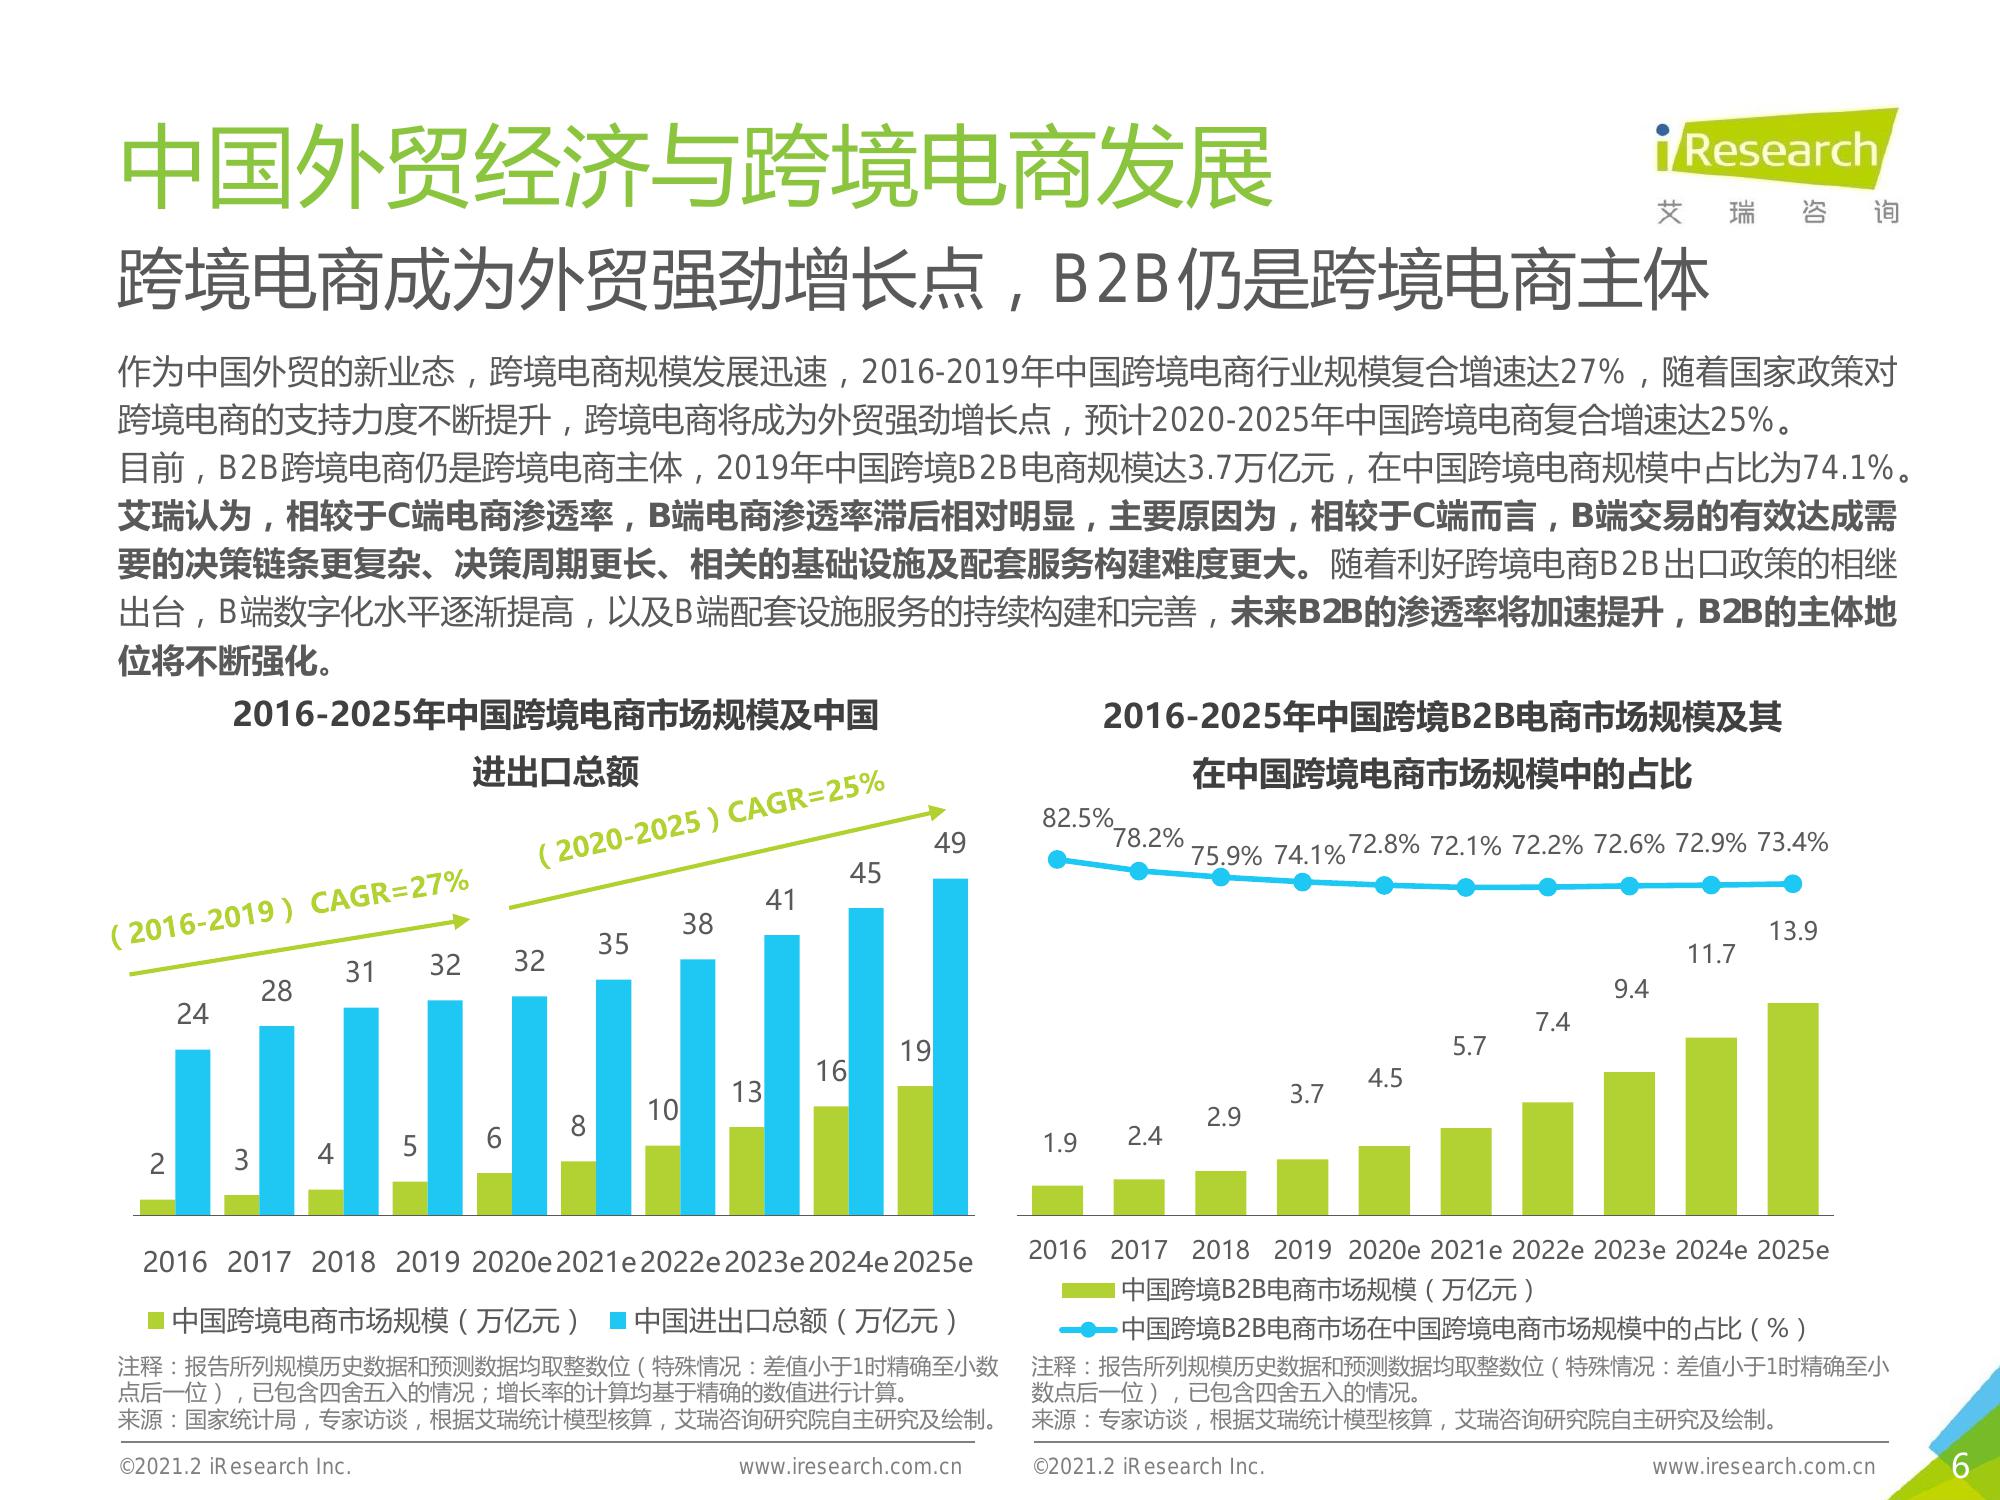 中国外贸经济与跨境电商发展
iResearch
艾瑞咨询
跨境电商成为外贸强劲增长点，B2B仍是跨境电商主体
作为中国外贸的新业态，跨境电商规模发展迅速，2016-2019年中国跨境电商行业规模复合增速达27%，随着国家政策对
跨境电商的支持力度不断提升，跨境电商将成为外贸强劲增长点，预计2020-2025年中国跨境电商复合增速达25%。
目前，B2B跨境电商仍是跨境电商主体，2019年中国跨境B2B电商规模达3.7万亿元，在中国跨境电商规模中占比为74.1%。
艾瑞认为，相较于C端电商渗透率，B端电商渗透率滞后相对明显，主要原因为，相较于C端而言，B端交易的有效达成需
要的决策链条更复杂、决策周期更长、相关的基础设施及配套服务构建难度更大。随着利好跨境电商B2B出口政策的相继
出台，B端数字化水平逐渐提高，以及B端配套设施服务的持续构建和完善，未来B2B的渗透率将加速提升，B2B的主体地
位将不断强化。
2016-2025年中国跨境电商市场规模及中国
进出口总额
（2016-2019） CAGR=27%
（2020-2025）CAGR=25%
24 28 31 32 32 35 38 41 45 49
2 3 4 5 6 8 10 13 16 19
2016 2017 2018 2019 2020e 2021e 2022e 2023e 2024e 2025e
中国跨境电商市场规模（万亿元） 中国进出口总额（万亿元）
注释：报告所列规模历史数据和预测数据均取整数位（特殊情况：差值小于1时精确至小数
点后一位），已包含四舍五入的情况；增长率的计算均基于精确的数值进行计算。
来源：国家统计局，专家访谈，根据艾瑞统计模型核算，艾瑞咨询研究院自主研究及绘制。
©2021.2 iResearch Inc. www.iresearch.com.cn
2016-2025年中国跨境B2B电商市场规模及其
在中国跨境电商市场规模中的占比
82.5% 78.2% 75.9% 74.1% 72.8% 72.1% 72.2% 72.6% 72.9% 73.4%
1.9 2.4 2.9 3.7 4.5 5.7 7.4 9.4 11.7 13.9
2016 2017 2018 2019 2020e 2021e 2022e 2023e 2024e 2025e
中国跨境B2B电商市场规模（万亿元）
中国跨境B2B电商市场在中国跨境电商市场规模中的占比（%）
注释：报告所列规模历史数据和预测数据均取整数位（特殊情况：差值小于1时精确至小
数点后一位），已包含四舍五入的情况。
来源：专家访谈，根据艾瑞统计模型核算，艾瑞咨询研究院自主研究及绘制。
©2021.2 iResearch Inc. www.iresearch.com.cn
6